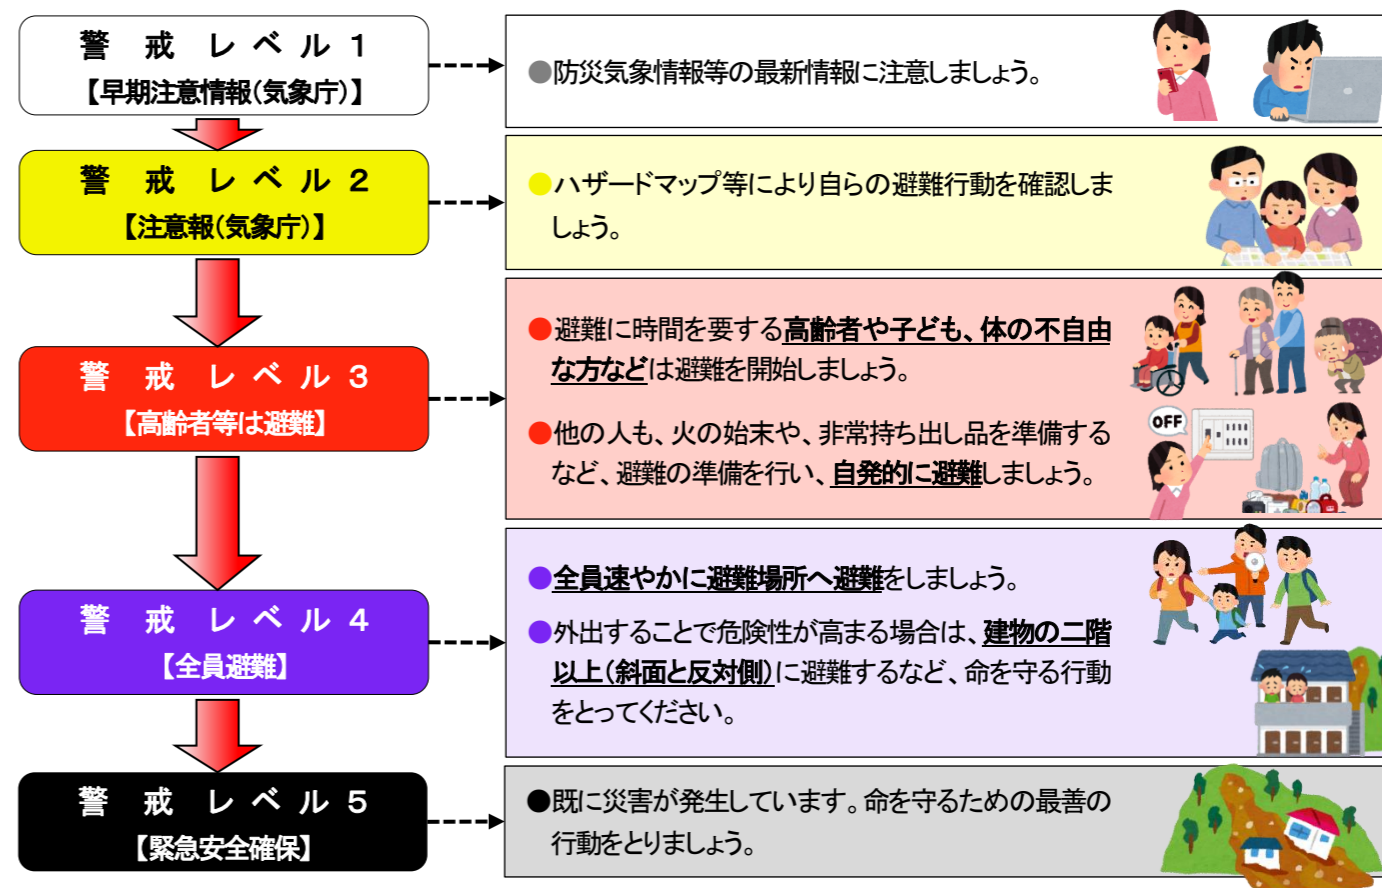 警戒レベル1
【早期注意情報(気象庁)】
●防災気象情報等の最新情報に注意しましょう。
警戒レベル2
【注意報(気象庁)】
●ハザードマップ等により自らの避難行動を確認しま
しょう。
警戒レベル3
【高齢者等は避難】
●避難に時間を要する高齢者や子ども、体の不自由
な方などは避難を開始しましょう。
●他の人も、火の始末や、非常持ち出し品を準備する
など、避難の準備を行い、自発的に避難しましょう。
OFF
警戒レベル4
【全員避難】
●全員速やかに避難場所へ避難をしましょう。
●外出することで危険性が高まる場合は、建物の二階
以上(斜面と反対側)に避難するなど、命を守る行動
をとってください。
警戒レベル5
【緊急安全確保】
●既に災害が発生しています。命を守るための最善の
行動をとりましょう。